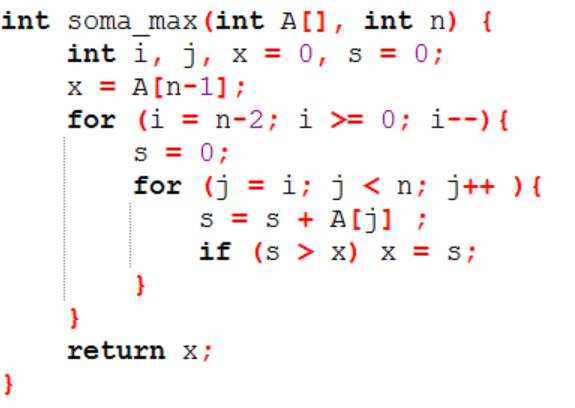 int soma_max(int A[], int n) {
    int i, j, x = 0, s = 0;
    x = A[n-1];
    for (i = n-2; i >= 0; i--){
        s = 0;
        for (j = i; j < n; j++ ){
            s = s + A[j] ;
            if (s > x) x = s;
        }
    }
    return x;
}